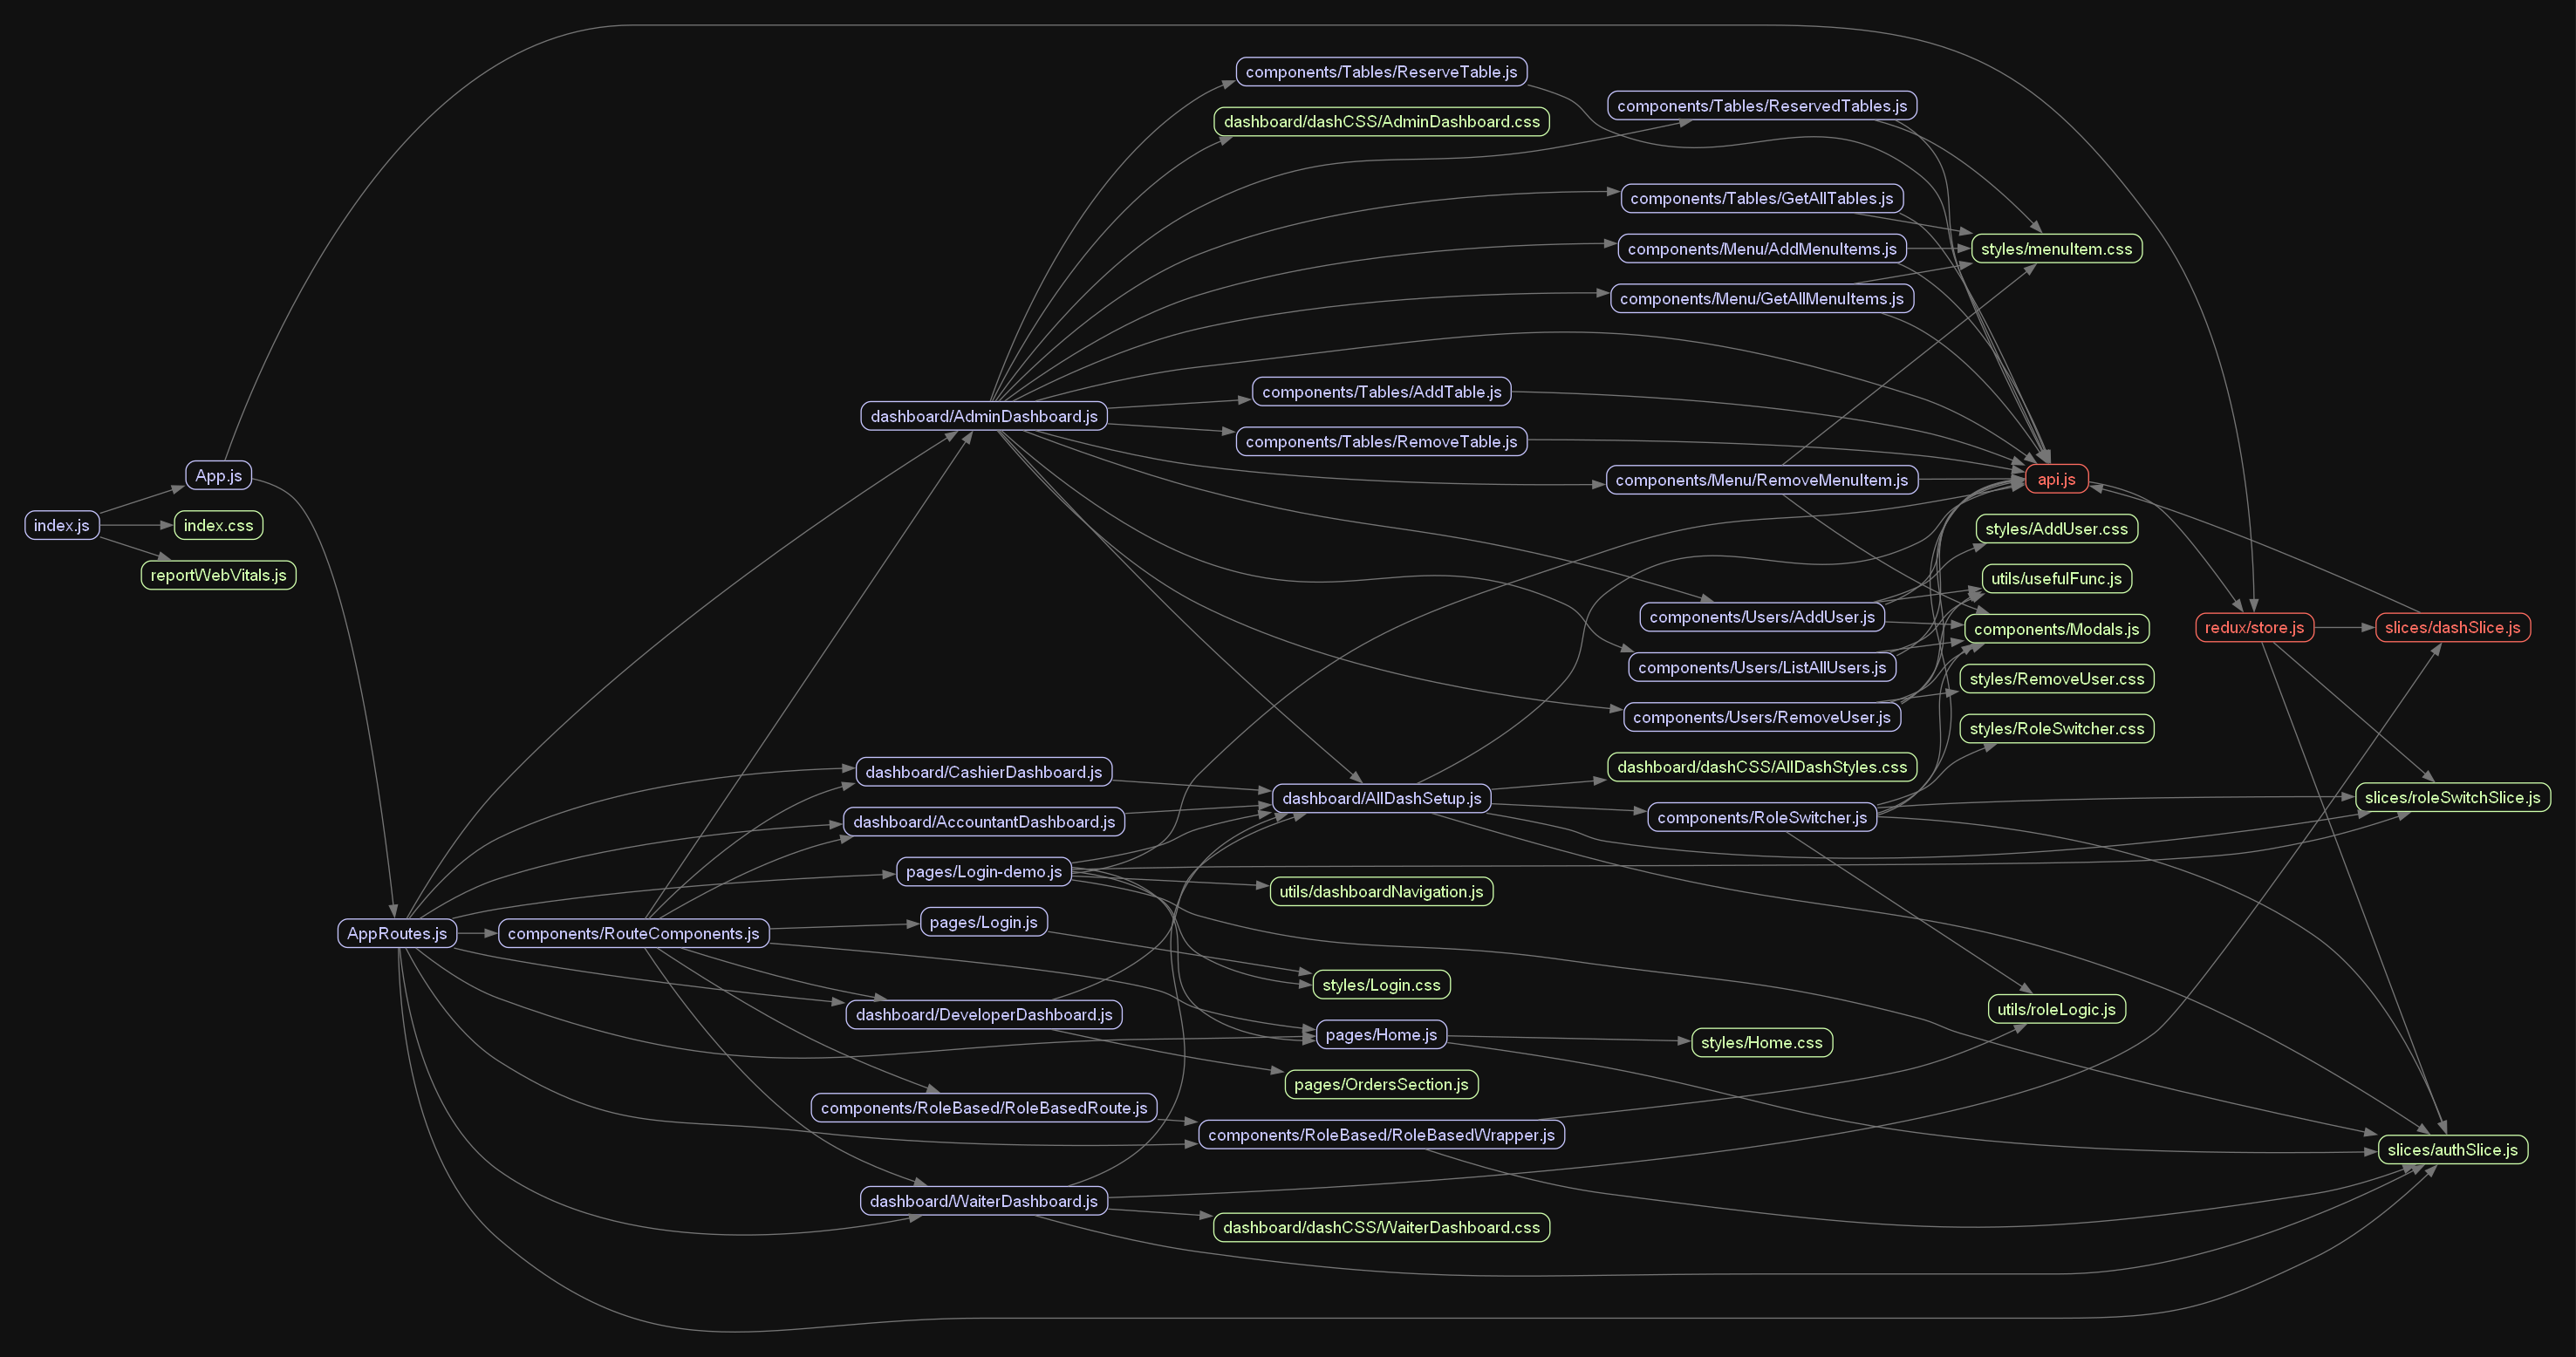 components/Tables/ReserveTable.js
components/Tables/ReservedTables.js
dashboard/dashCSS/AdminDashboard.css
components/Tables/GetAllTables.js
components/Menu/AddMenuItems.js
styles/menuItem.css
components/Menu/GetAllMenuItems.js
components/Tables/AddTable.js
dashboard/AdminDashboard.js
components/Tables/RemoveTable.js
App.js
components/Menu/RemoveMenuItem.js
api.js
index.js
index.css
styles/AddUser.css
reportWebVitals.js
utils/usefulFunc.js
components/Users/AddUser.js
components/Modals.js
redux/store.js
slices/dashSlice.js
components/Users/ListAllUsers.js
styles/RemoveUser.css
components/Users/RemoveUser.js
styles/RoleSwitcher.css
dashboard/CashierDashboard.js
dashboard/dashCSS/AllDashStyles.css
dashboard/AllDashSetup.js
slices/roleSwitchSlice.js
dashboard/AccountantDashboard.js
components/RoleSwitcher.js
pages/Login-demo.js
utils/dashboardNavigation.js
pages/Login.js
AppRoutes.js
components/RouteComponents.js
styles/Login.css
utils/roleLogic.js
dashboard/DeveloperDashboard.js
pages/Home.js
styles/Home.css
pages/OrdersSection.js
components/RoleBased/RoleBasedRoute.js
components/RoleBased/RoleBasedWrapper.js
slices/authSlice.js
dashboard/WaiterDashboard.js
dashboard/dashCSS/WaiterDashboard.css